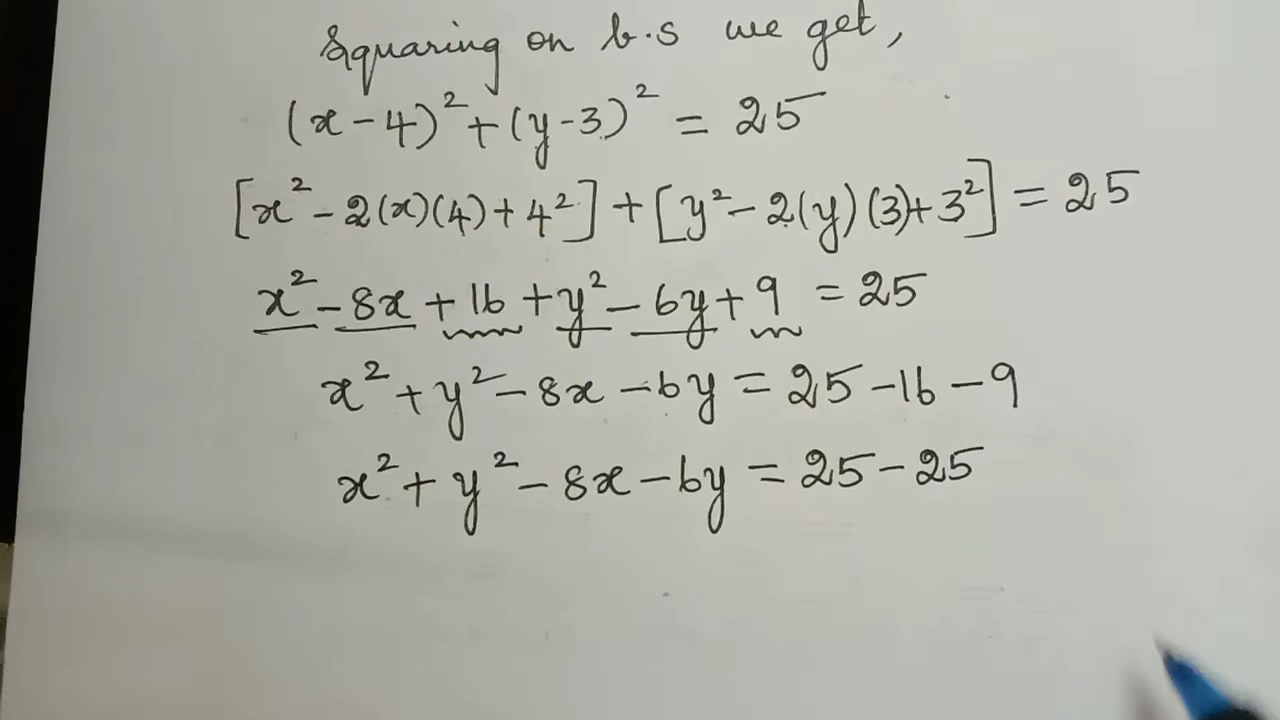 Squaring on b.s we get,
(x-4)²+(y-3)² = 25
[x² - 2(x)(4)+4²] + [y² - 2(y)(3)+3²] = 25
x² - 8x + 16 + y² - 6y + 9 = 25
x² + y² - 8x - 6y = 25 - 16 - 9
x² + y² - 8x - 6y = 25 - 25